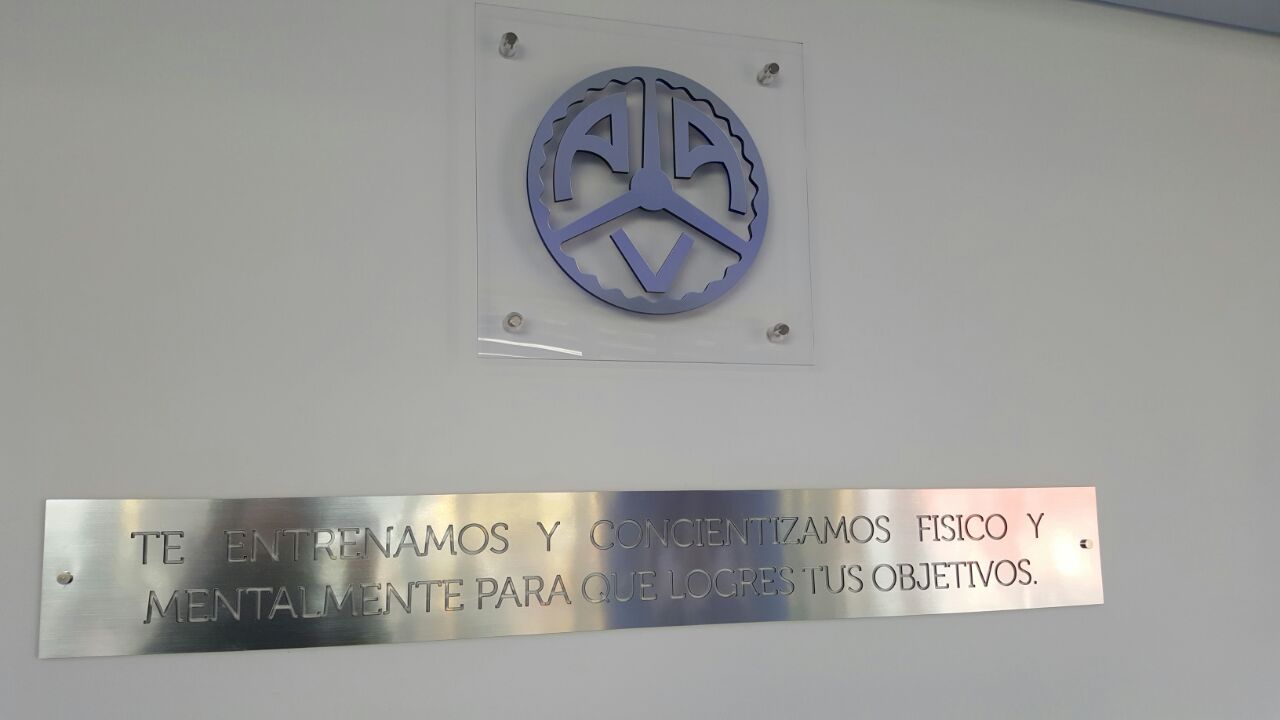 A A
V
TE ENTRENAMOS Y CONCIENTIZAMOS FISICO Y
MENTALMENTE PARA QUE LOGRES TUS OBJETIVOS.